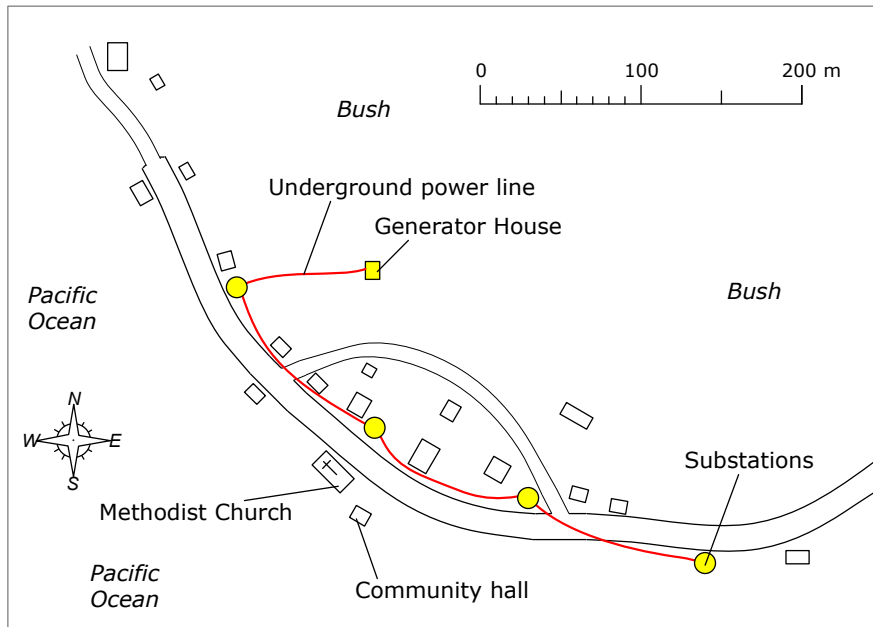 0 100 200 m
Bush
Underground power line
Generator House
Pacific
Ocean
Bush
N
W E
S
Substations
Methodist Church
Community hall
Pacific
Ocean